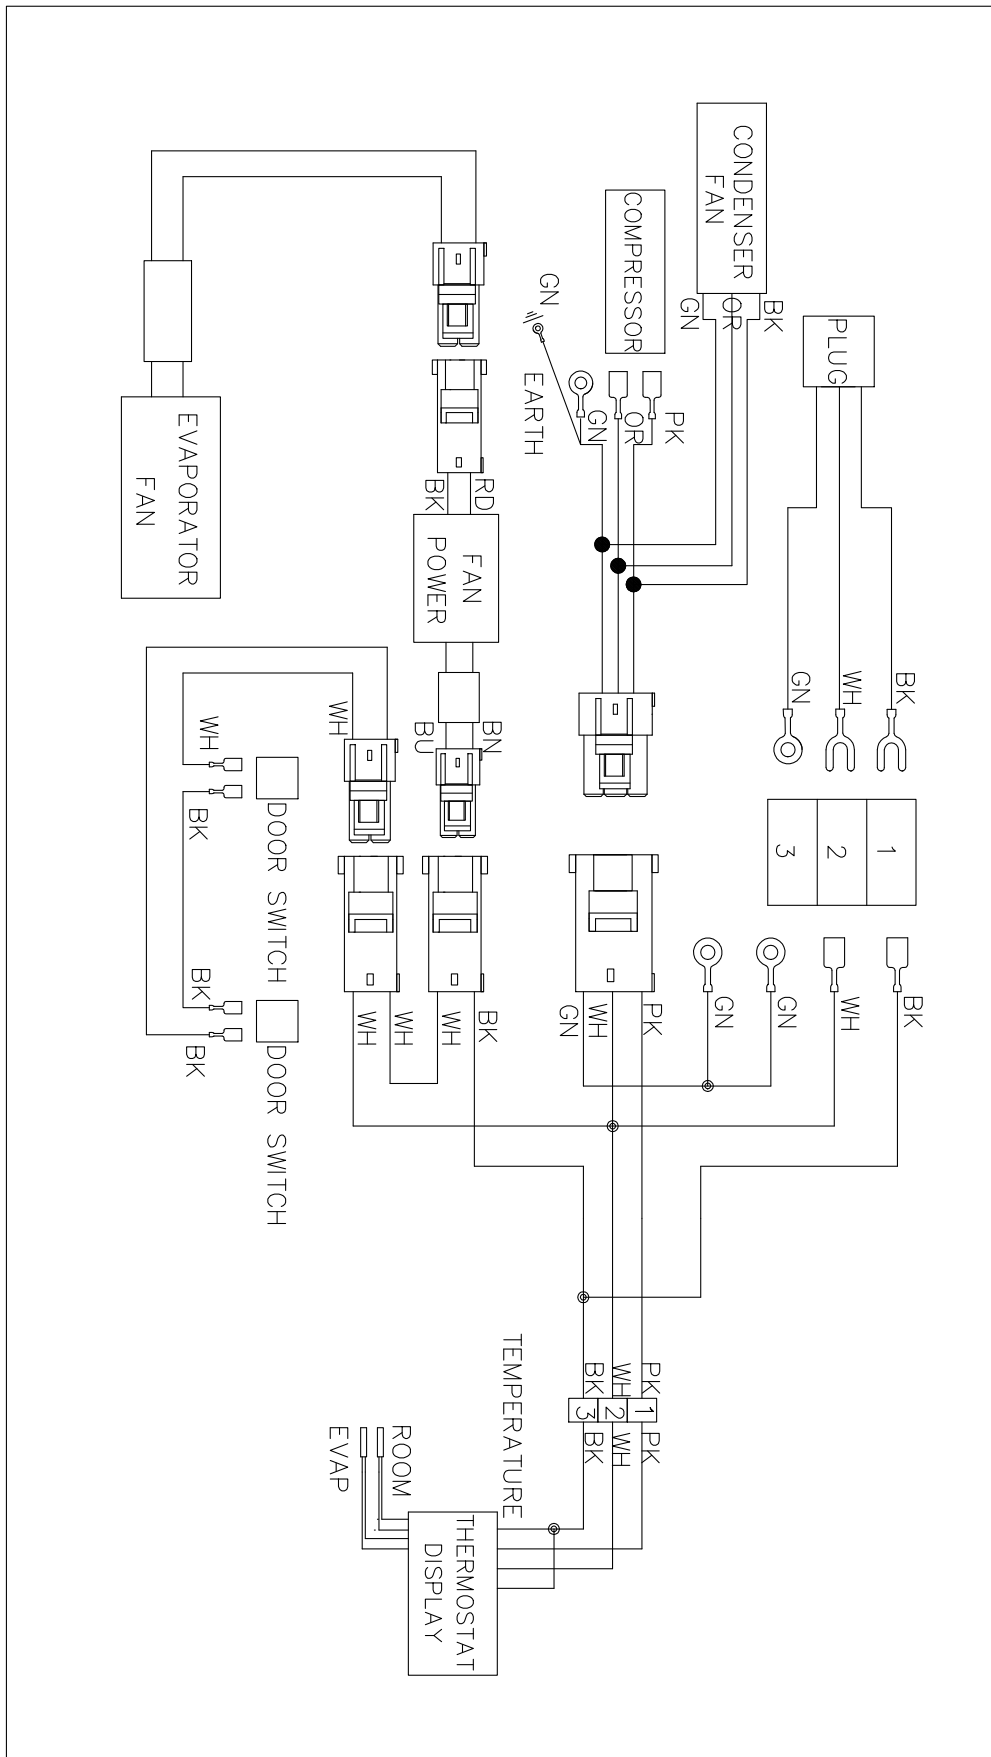 CONDENSER
FAN
BK
OR
GN
PLUG
COMPRESSOR
GN
EARTH
PK
OR
GN
EVAPORATOR
FAN
RD
BK
FAN
POWER
BN
BU
BK
WH
GN
WH
WH
BK
DOOR SWITCH
1
2
3
BK
BK
DOOR SWITCH
WH
WH
WH
BK
GN
WH
PK
GN
GN
WH
BK
PK
WH
BK
1
2
3
PK
WH
BK
TEMPERATURE
ROOM
EVAP
THERMOSTAT
DISPLAY